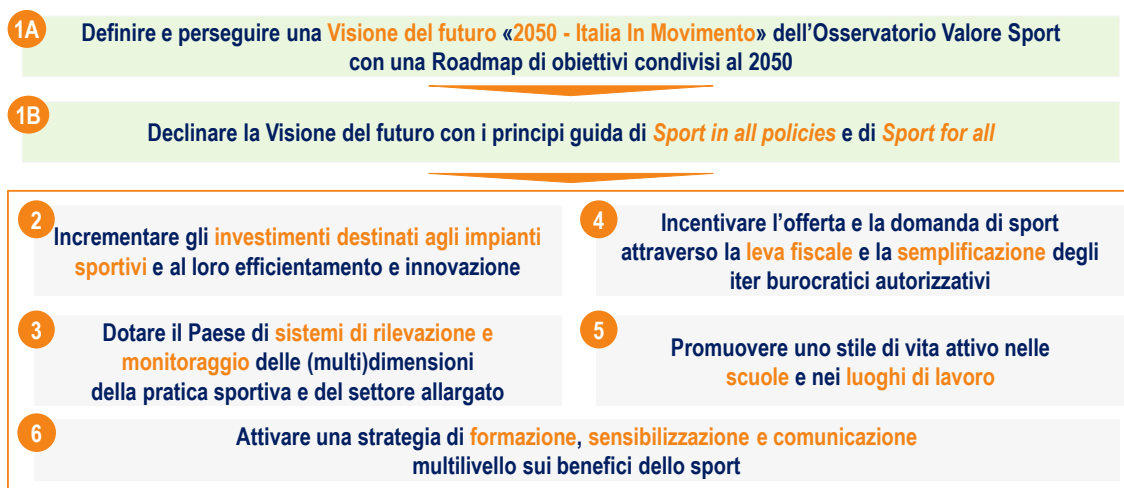 1A
Definire e perseguire una Visione del futuro «2050 - Italia In Movimento» dell’Osservatorio Valore Sport
con una Roadmap di obiettivi condivisi al 2050
1B
Declinare la Visione del futuro con i principi guida di Sport in all policies e di Sport for all
2
Incrementare gli investimenti destinati agli impianti
sportivi e al loro efficientamento e innovazione
3
Dotare il Paese di sistemi di rilevazione e
monitoraggio delle (multi)dimensioni
della pratica sportiva e del settore allargato
4
Incentivare l’offerta e la domanda di sport
attraverso la leva fiscale e la semplificazione degli
iter burocratici autorizzativi
5
Promuovere uno stile di vita attivo nelle
scuole e nei luoghi di lavoro
6
Attivare una strategia di formazione, sensibilizzazione e comunicazione
multilivello sui benefici dello sport